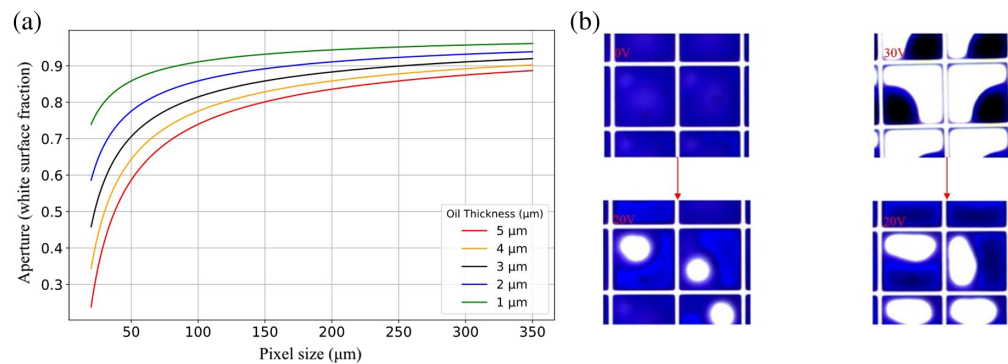 (a)
Aperture (white surface fraction)
0.9
0.8
0.7
0.6
0.5
0.4
0.3
50
100
150
200
250
300
350
Pixel size (μm)
Oil Thickness (μm)
5 μm
4 μm
3 μm
2 μm
1 μm
(b)
0V
30V
20V
20V